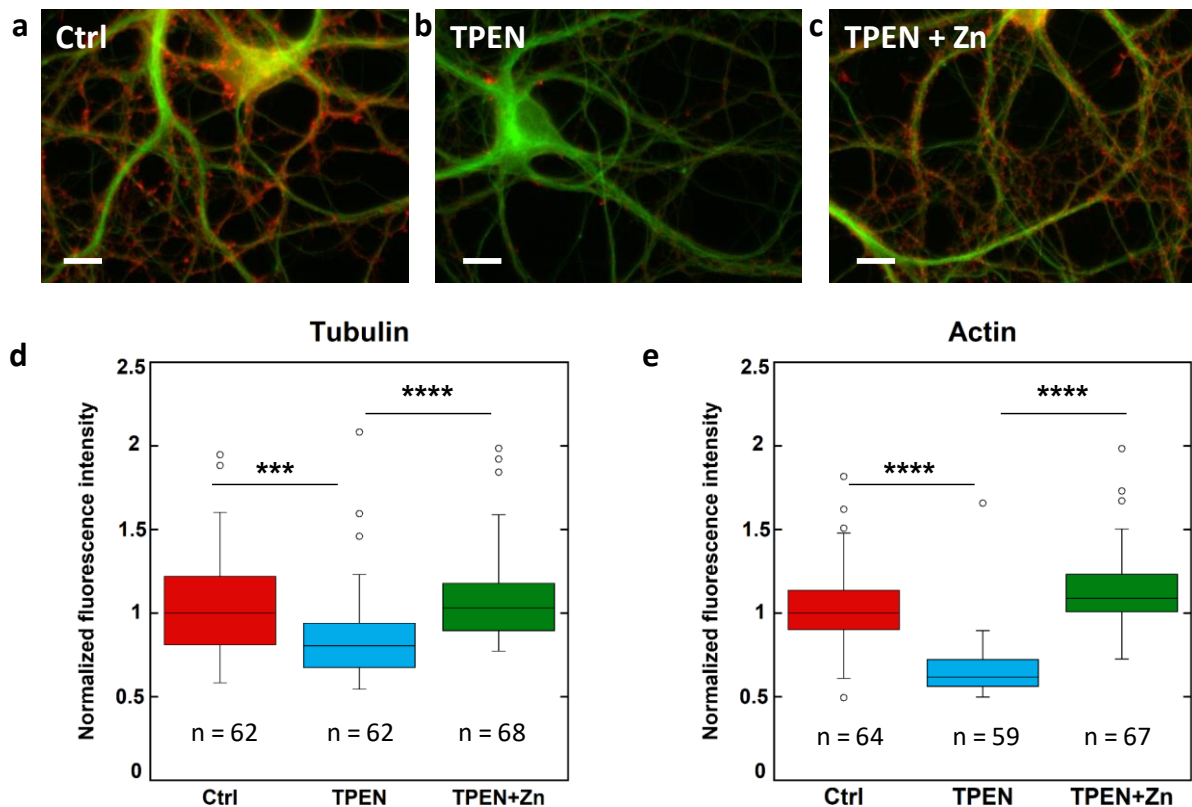 a Ctrl
b TPEN
c TPEN + Zn
d
Tubulin
Normalized fluorescence intensity
2.5
2
1.5
1
0.5
0
***
****
n = 62
n = 62
n = 68
Ctrl
TPEN
TPEN+Zn
e
Actin
Normalized fluorescence intensity
2.5
2
1.5
1
0.5
0
****
****
n = 64
n = 59
n = 67
Ctrl
TPEN
TPEN+Zn